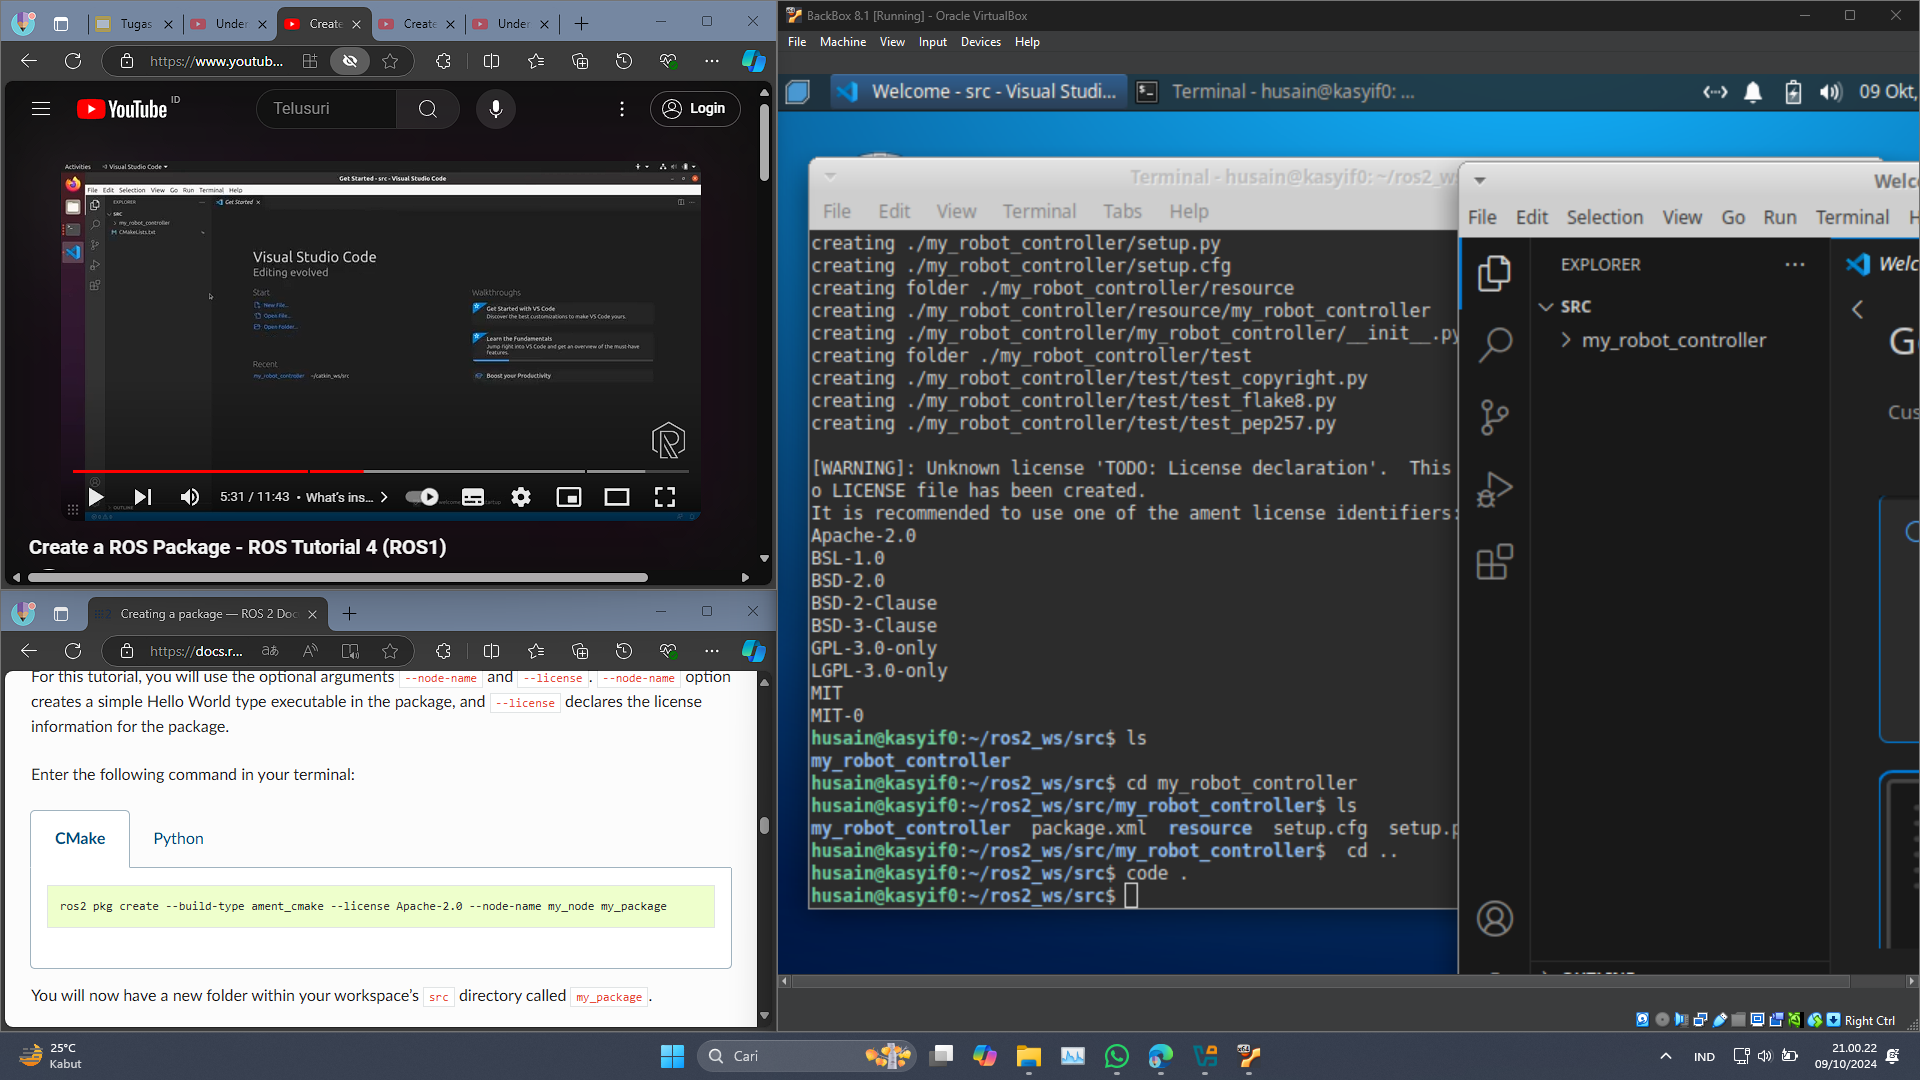 Tugas
Under
Create
Create
Under
https://www.youtub...
YouTube ID
Telusuri
Login
Activities
Visual Studio Code
Get Started - src - Visual Studio Code
File Edit Selection View Go Run Terminal Help
EXPLORER
Get Started
SRC
my_robot_controller
CMakeLists.txt
Visual Studio Code
Editing evolved
Start
New File...
Open File...
Open Folder...
Recent
my_robot_controller ~/catkin_ws/src
Walkthroughs
Get Started with VS Code
Discover the best customizations to make VS Code yours.
Learn the Fundamentals
Jump right into VS Code and get an overview of the must-have
features.
Boost your Productivity
OUTLINE
5:31 / 11:43 • What's ins...
Create a ROS Package - ROS Tutorial 4 (ROS1)
Creating a package — ROS 2 Doc
https://docs.r...
For this tutorial, you will use the optional arguments --node-name and --license. --node-name option
creates a simple Hello World type executable in the package, and --license declares the license
information for the package.
Enter the following command in your terminal:
CMake Python
ros2 pkg create --build-type ament_cmake --license Apache-2.0 --node-name my_node my_package
You will now have a new folder within your workspace's src directory called my_package.
BackBox 8.1 [Running] - Oracle VirtualBox
File Machine View Input Devices Help
Welcome - src - Visual Studi...
Terminal - husain@kasyif0: ...
09 Okt,
Terminal - husain@kasyif0: ~/ros2_ws
File Edit View Terminal Tabs Help
creating ./my_robot_controller/setup.py
creating ./my_robot_controller/setup.cfg
creating folder ./my_robot_controller/resource
creating ./my_robot_controller/resource/my_robot_controller
creating ./my_robot_controller/my_robot_controller/__init__.py
creating folder ./my_robot_controller/test
creating ./my_robot_controller/test/test_copyright.py
creating ./my_robot_controller/test/test_flake8.py
creating ./my_robot_controller/test/test_pep257.py
[WARNING]: Unknown license 'TODO: License declaration'.  This
o LICENSE file has been created.
It is recommended to use one of the ament license identifiers:
Apache-2.0
BSL-1.0
BSD-2.0
BSD-2-Clause
BSD-3-Clause
GPL-3.0-only
LGPL-3.0-only
MIT
MIT-0
husain@kasyif0:~/ros2_ws/src$ ls
my_robot_controller
husain@kasyif0:~/ros2_ws/src$ cd my_robot_controller
husain@kasyif0:~/ros2_ws/src/my_robot_controller$ ls
my_robot_controller  package.xml  resource  setup.cfg  setup.p
husain@kasyif0:~/ros2_ws/src/my_robot_controller$  cd ..
husain@kasyif0:~/ros2_ws/src$ code .
husain@kasyif0:~/ros2_ws/src$
Welc
File Edit Selection View Go Run Terminal H
EXPLORER
Welc
SRC
my_robot_controller
G
Cus
Right Ctrl
25°C
Kabut
Cari
IND
21.00.22
09/10/2024